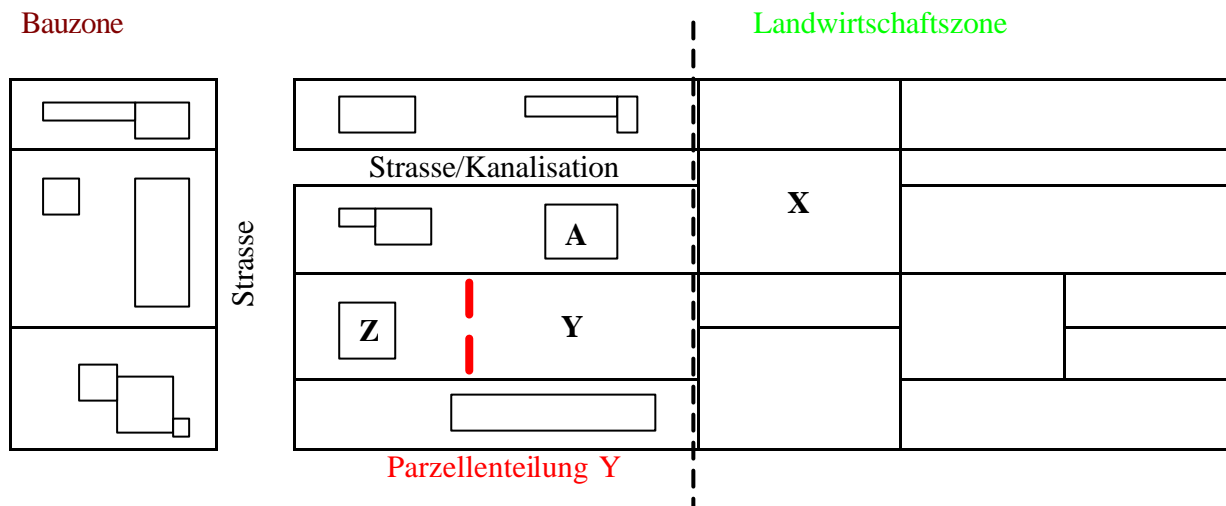 Bauzone
Landwirtschaftszone
Strasse/Kanalisation
X
A
Strasse
Z
Y
Parzellenteilung Y